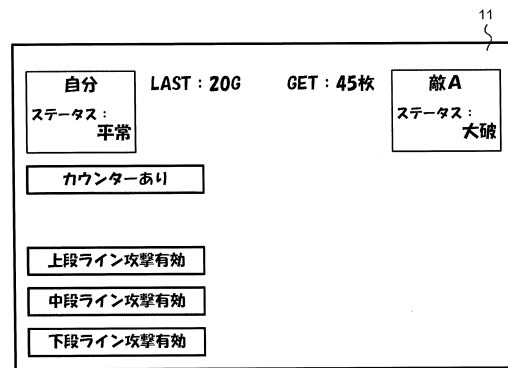 11
自分
ステータス：
平常
LAST：20G
GET：45枚
敵A
ステータス：
大破
カウンターあり
上段ライン攻撃有効
中段ライン攻撃有効
下段ライン攻撃有効